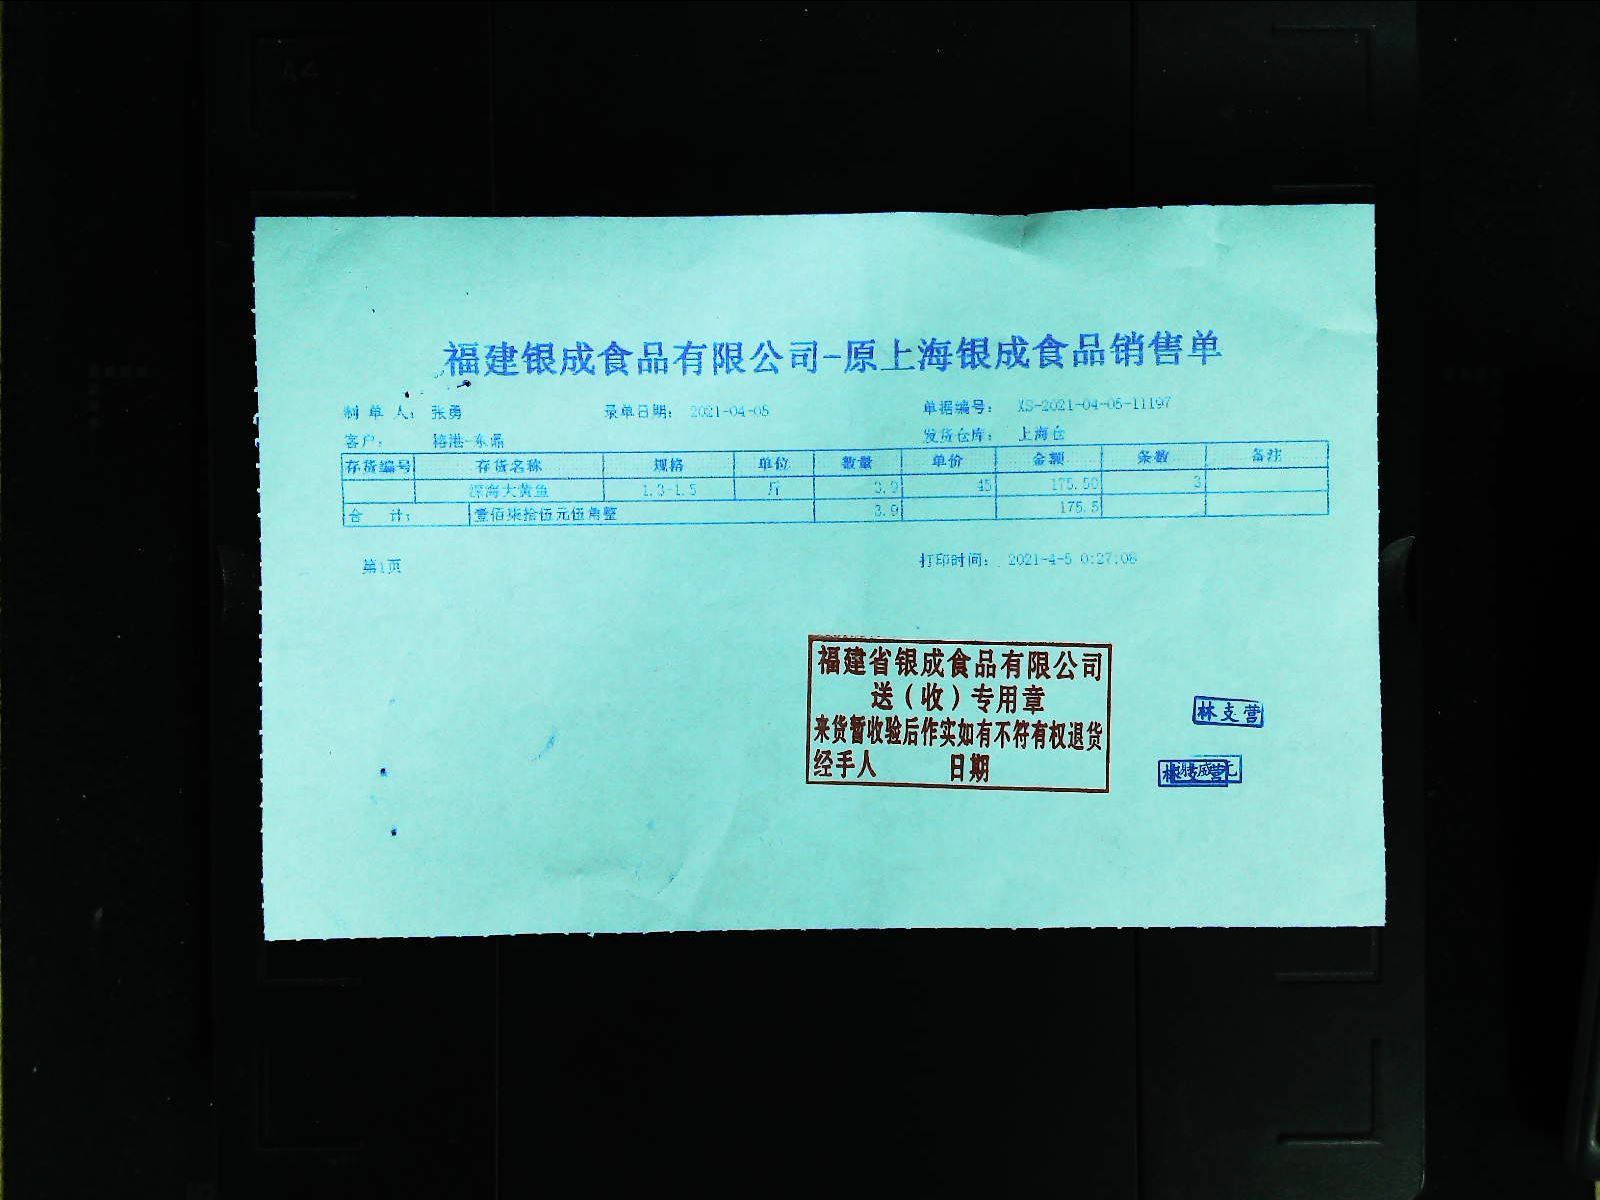 福建银成食品有限公司-原上海银成食品销售单
制 单 人: 张勇 录单日期: 2021-04-05 单据编号: XS-2021-04-05-11197
客户: 榕港-东鼎 发货仓库: 上海仓
存货编号 存货名称 规格 单位 数量 单价 金额 条数 备注
深海大黄鱼 1.3-1.5 斤 3.9 45 175.50 3
合 计: 壹佰柒拾伍元伍角整 3.9 175.5
第1页 打印时间: 2021-4-5 0:27:08
福建省银成食品有限公司
送(收)专用章
来货暂收验后作实如有不符有权退货
经手人 日期
林支营